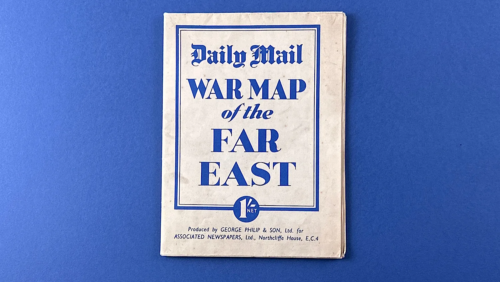 Daily Mail
WAR MAP
of the
FAR
EAST
1/-
NET
Produced by GEORGE PHILIP & SON, Ltd. for
ASSOCIATED NEWSPAPERS, Ltd., Northcliffe House, E.C.4